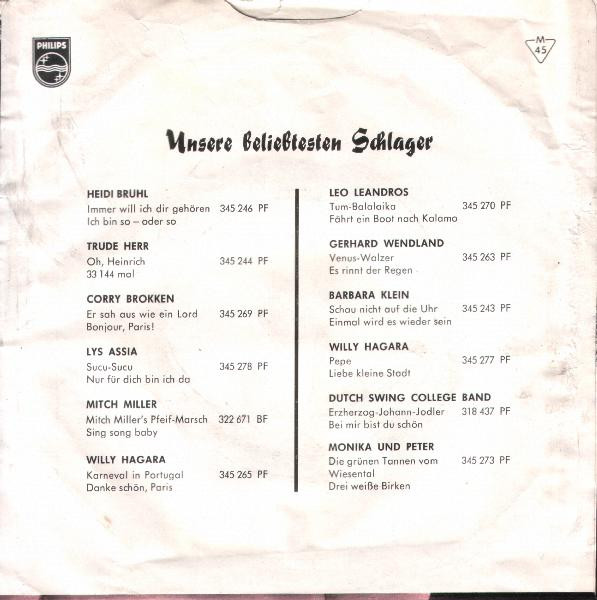 PHILIPS
M
45
Unsere beliebtesten Schlager
HEIDI BRÜHL
Immer will ich dir gehören 345 246 PF
Ich bin so – oder so
TRUDE HERR
Oh, Heinrich 345 244 PF
33 144 mal
CORRY BROKKEN
Er sah aus wie ein Lord 345 269 PF
Bonjour, Paris!
LYS ASSIA
Sucu-Sucu 345 278 PF
Nur für dich bin ich da
MITCH MILLER
Mitch Miller's Pfeif-Marsch 322 671 BF
Sing song baby
WILLY HAGARA
Karneval in Portugal 345 265 PF
Danke schön, Paris
LEO LEANDROS
Tum-Balalaika 345 270 PF
Fährt ein Boot nach Kalama
GERHARD WENDLAND
Venus-Walzer 345 263 PF
Es rinnt der Regen
BARBARA KLEIN
Schau nicht auf die Uhr 345 243 PF
Einmal wird es wieder sein
WILLY HAGARA
Pepe 345 277 PF
Liebe kleine Stadt
DUTCH SWING COLLEGE BAND
Erzherzog-Johann-Jodler 318 437 PF
Bei mir bist du schön
MONIKA UND PETER
Die grünen Tannen vom 345 273 PF
Wiesental
Drei weiße Birken